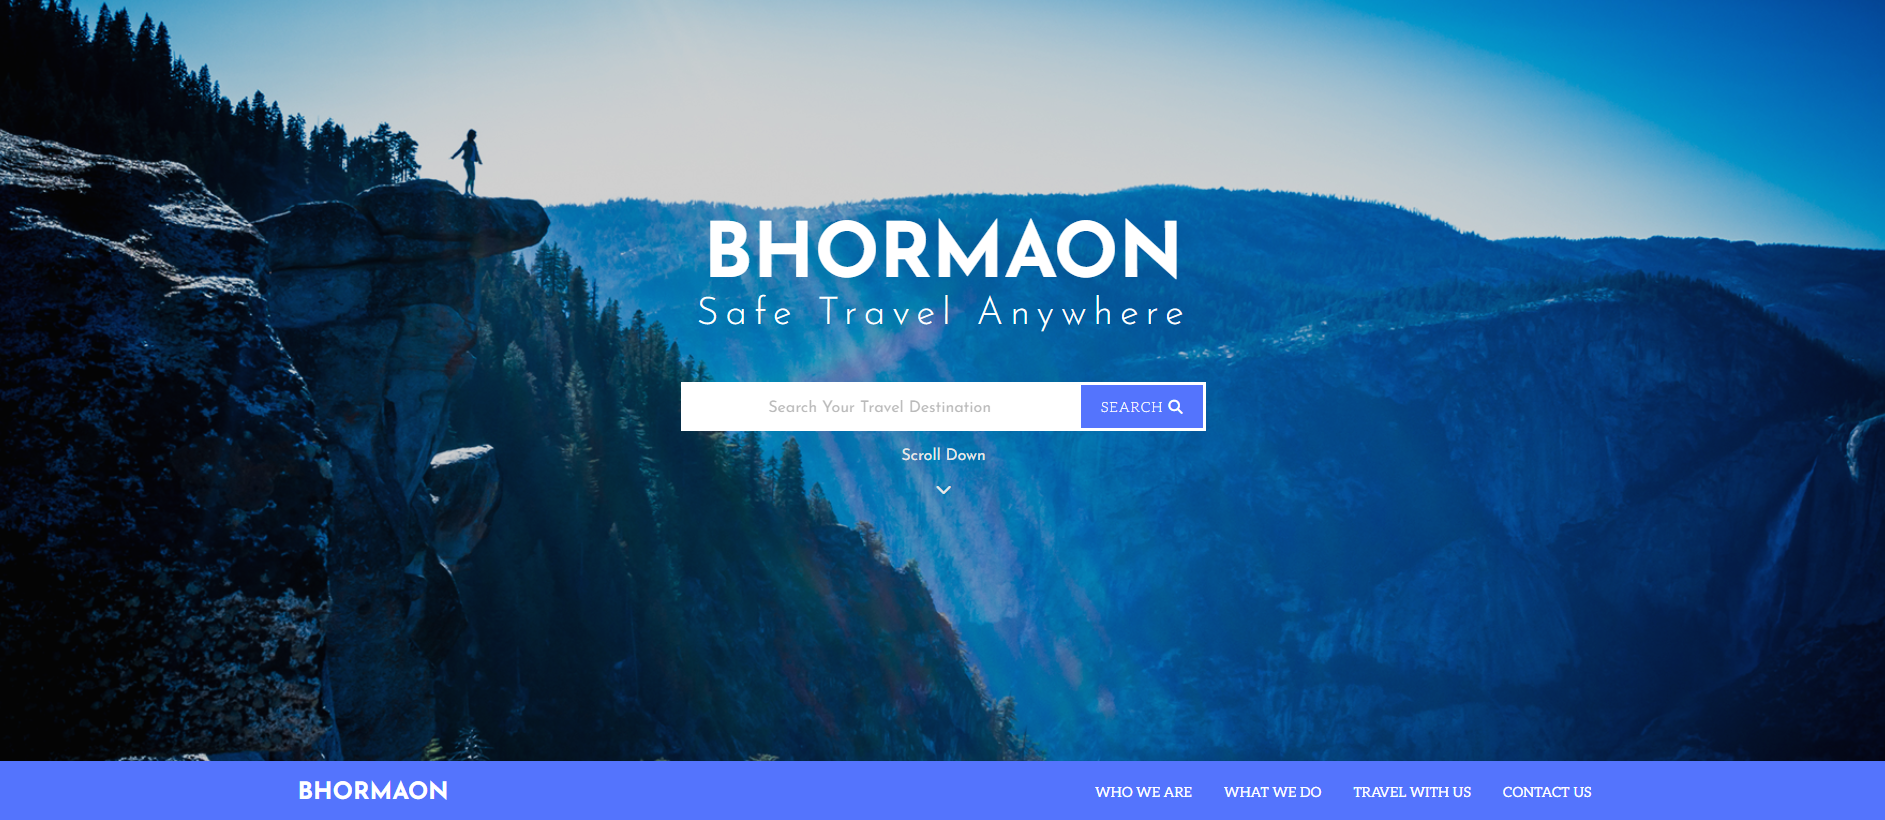 BHORMAON
Safe Travel Anywhere
Search Your Travel Destination
SEARCH
Scroll Down
BHORMAON
WHO WE ARE WHAT WE DO TRAVEL WITH US CONTACT US